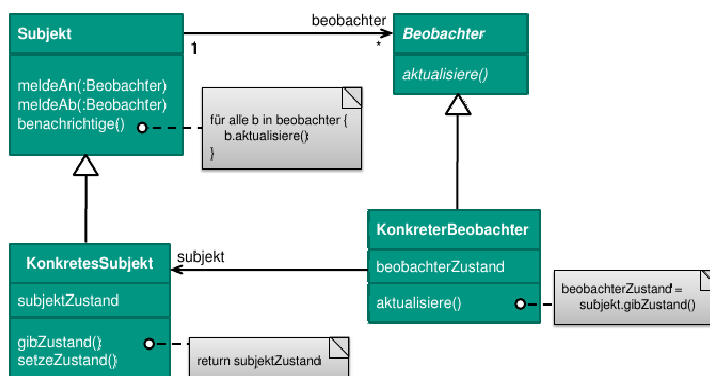 Subjekt
beobachter
1
*
Beobachter
aktualisiere()
meldeAn(:Beobachter)
meldeAb(:Beobachter)
benachrichtige()
für alle b in beobachter {
b.aktualisiere()
}
KonkretesSubjekt
subjektZustand
gibZustand()
setzeZustand()
return subjektZustand
subjekt
KonkreterBeobachter
beobachterZustand
aktualisiere()
beobachterZustand =
subjekt.gibZustand()